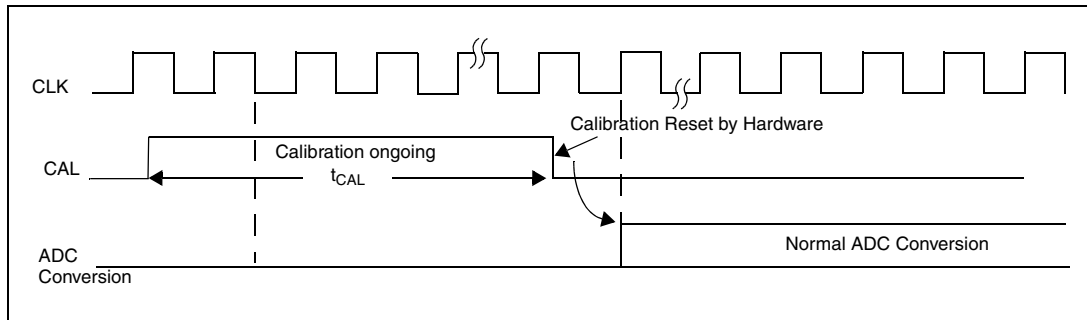 CLK
Calibration Reset by Hardware
CAL
Calibration ongoing
tCAL
ADC
Conversion
Normal ADC Conversion